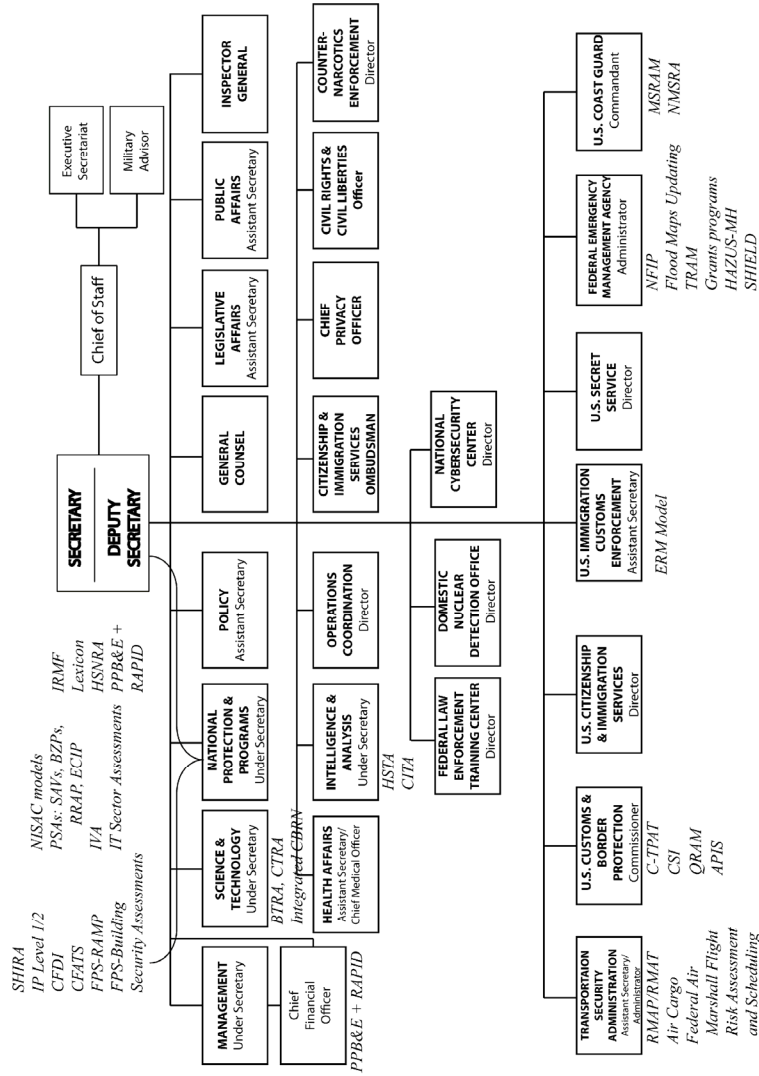 SHIRA
IP Level 1/2
CFDI
CFATS
FPS-RAMP
FPS-Building
Security Assessments
NISAC models
PSAs: SAVs, BZPs,
RRAP, ECIP
IVA
IT Sector Assessments
IRMF
Lexicon
HSNRA
PPB&E +
RAPID
SECRETARY
DEPUTY
SECRETARY
Chief of Staff
Executive
Secretariat
Military
Advisor
MANAGEMENT
Under Secretary
SCIENCE &
TECHNOLOGY
Under Secretary
NATIONAL
PROTECTION &
PROGRAMS
Under Secretary
POLICY
Assistant Secretary
GENERAL
COUNSEL
LEGISLATIVE
AFFAIRS
Assistant Secretary
PUBLIC
AFFAIRS
Assistant Secretary
INSPECTOR
GENERAL
BTRA, CTRA
Integrated CBRN
Chief
Financial
Officer
PPB&E + RAPID
HEALTH AFFAIRS
Assistant Secretary/
Chief Medical Officer
INTELLIGENCE &
ANALYSIS
Under Secretary
HSTA
CITA
OPERATIONS
COORDINATION
Director
CITIZENSHIP &
IMMIGRATION
SERVICES
OMBUDSMAN
CHIEF
PRIVACY
OFFICER
CIVIL RIGHTS &
CIVIL LIBERTIES
Officer
COUNTER-
NARCOTICS
ENFORCEMENT
Director
FEDERAL LAW
ENFORCEMENT
TRAINING CENTER
Director
DOMESTIC
NUCLEAR
DETECTION OFFICE
Director
NATIONAL
CYBERSECURITY
CENTER
Director
TRANSPORTAION
SECURITY
ADMINISTRATION
Assistant Secretary/
Administrator
RMAP/RMAT
Air Cargo
Federal Air
Marshall Flight
Risk Assessment
and Scheduling
U.S. CUSTOMS &
BORDER
PROTECTION
Commissioner
C-TPAT
CSI
QRAM
APIS
U.S. CITIZENSHIP
& IMMIGRATION
SERVICES
Director
U.S. IMMIGRATION
CUSTOMS
ENFORCEMENT
Assistant Secretary
ERM Model
U.S. SECRET
SERVICE
Director
FEDERAL EMERGENCY
MANAGEMENT AGENCY
Administrator
NFIP
Flood Maps Updating
TRAM
Grants programs
HAZUS-MH
SHIELD
U.S. COAST GUARD
Commandant
MSRAM
NMSRA